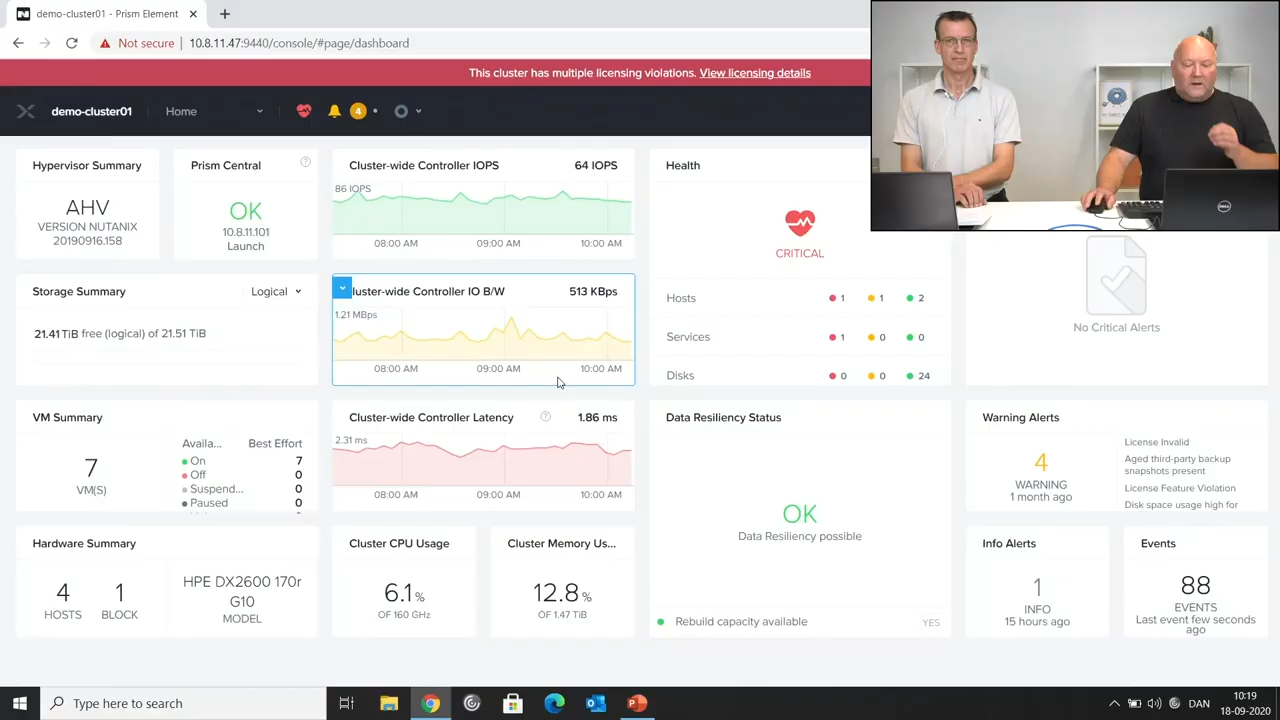 demo-cluster01 - Prism Element
Not secure
10.8.11.47:9440/console/#page/dashboard
This cluster has multiple licensing violations. View licensing details
demo-cluster01
Home
4
Hypervisor Summary
AHV
VERSION NUTANIX
20190916.158
Prism Central
?
OK
10.8.11.101
Launch
Cluster-wide Controller IOPS
64 IOPS
86 IOPS
08:00 AM
09:00 AM
10:00 AM
Health
CRITICAL
Hosts
1
1
2
Services
1
0
0
Disks
0
0
24
No Critical Alerts
Storage Summary
Logical
21.41 TiB free (logical) of 21.51 TiB
luster-wide Controller IO B/W
513 KBps
1.21 MBps
08:00 AM
09:00 AM
10:00 AM
VM Summary
7
VM(S)
Availa...
Best Effort
On
7
Off
0
Suspend...
0
Paused
0
Cluster-wide Controller Latency
?
1.86 ms
2.31 ms
08:00 AM
09:00 AM
10:00 AM
Data Resiliency Status
OK
Data Resiliency possible
Rebuild capacity available
YES
Warning Alerts
4
WARNING
1 month ago
License Invalid
Aged third-party backup
snapshots present
License Feature Violation
Disk space usage high for
Hardware Summary
4
HOSTS
1
BLOCK
HPE DX2600 170r
G10
MODEL
Cluster CPU Usage
6.1 %
OF 160 GHz
Cluster Memory Us...
12.8 %
OF 1.47 TiB
Info Alerts
1
INFO
15 hours ago
Events
88
EVENTS
Last event few seconds
ago
Type here to search
DAN
10:19
18-09-2020
DELL